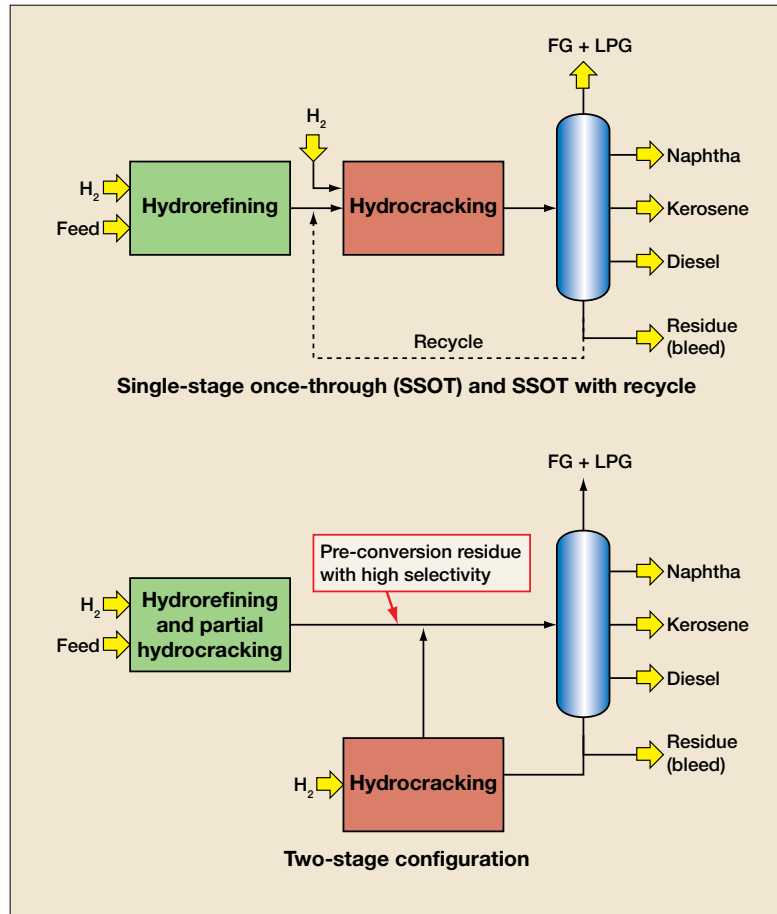 FG + LPG
H₂
Naphtha
H₂
Hydrorefining
Hydrocracking
Kerosene
Feed
Diesel
Recycle
Residue
(bleed)
Single-stage once-through (SSOT) and SSOT with recycle
FG + LPG
Pre-conversion residue
with high selectivity
Naphtha
H₂
Hydrorefining
and partial
hydrocracking
Kerosene
Feed
Diesel
Residue
(bleed)
H₂
Hydrocracking
Two-stage configuration